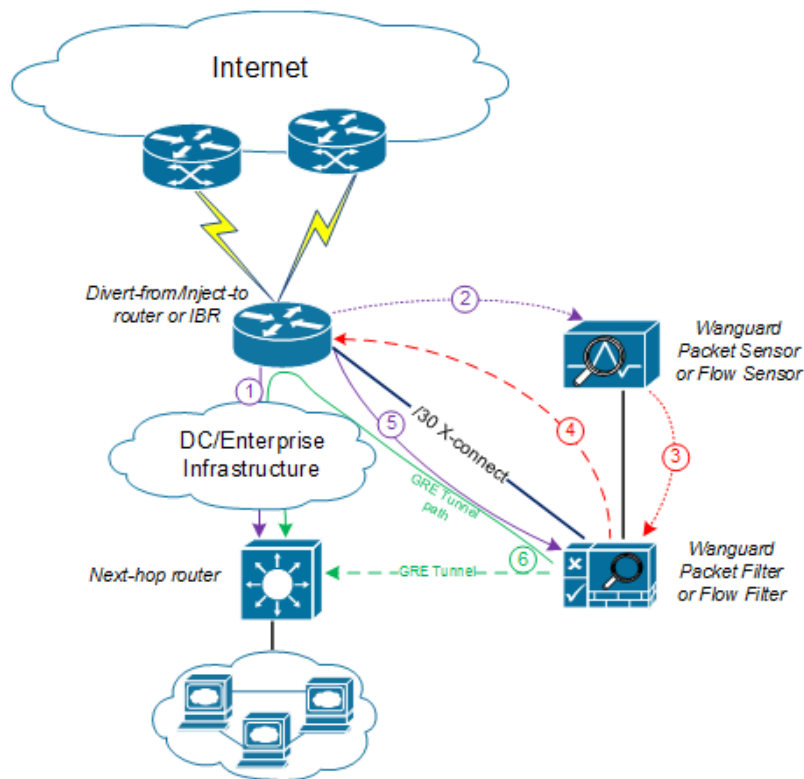 Internet
Divert-from/Inject-to
router or IBR
2
Wanguard
Packet Sensor
or Flow Sensor
1
5
/30 X-connect
4
3
DC/Enterprise
Infrastructure
GRE Tunnel
path
6
Next-hop router
GRE Tunnel
Wanguard
Packet Filter
or Flow Filter